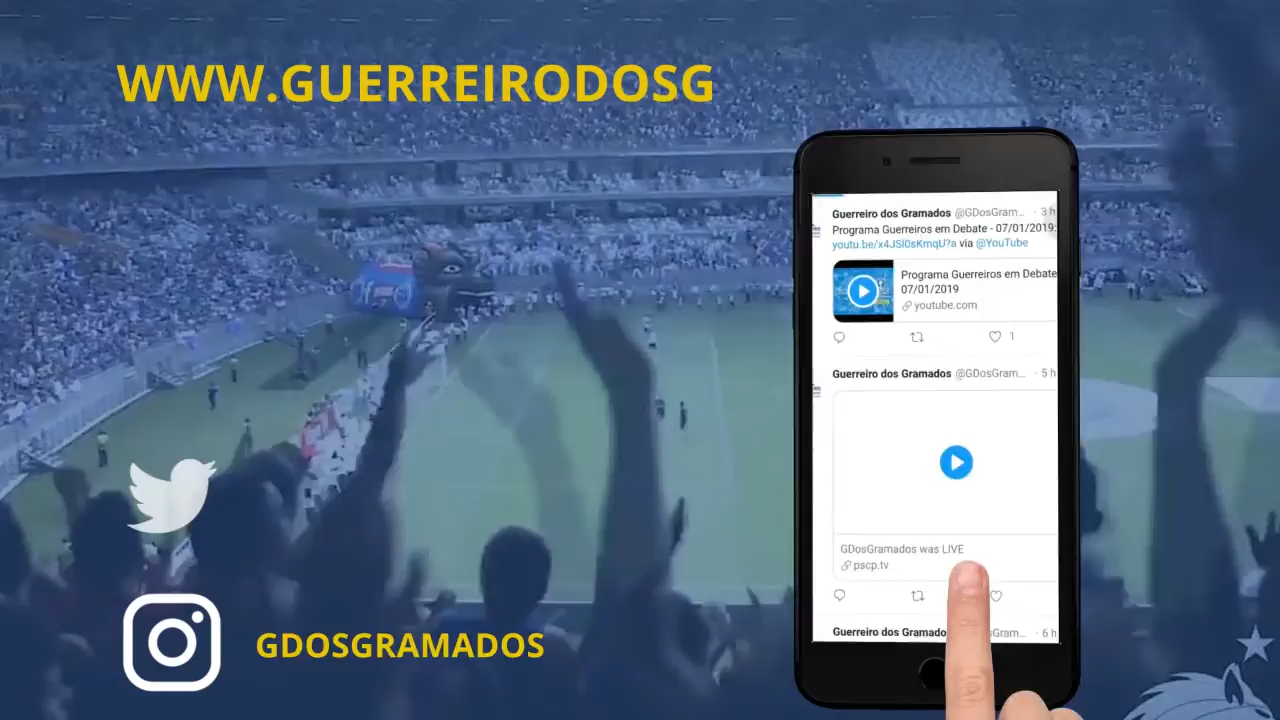 WWW.GUERREIRODOSG
Guerreiro dos Gramados @GDosGram... · 3 h
Programa Guerreiros em Debate - 07/01/2019:
youtu.be/x4JSl0sKmqU?a via @YouTube
Programa Guerreiros em Debate
07/01/2019
youtube.com
1
Guerreiro dos Gramados @GDosGram... · 5 h
GDosGramados was LIVE
pscp.tv
Guerreiro dos Gramado Gram... · 6 h
GDOSGRAMADOS